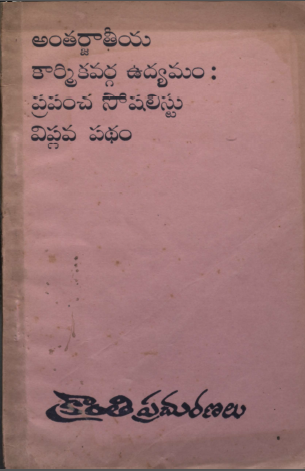 అంతర్జాతీయ
కార్మికవర్గ ఉద్యమం :
ప్రపంచ సోషలిస్టు
విప్లవ పథం
క్రాంతి ప్రచురణలు